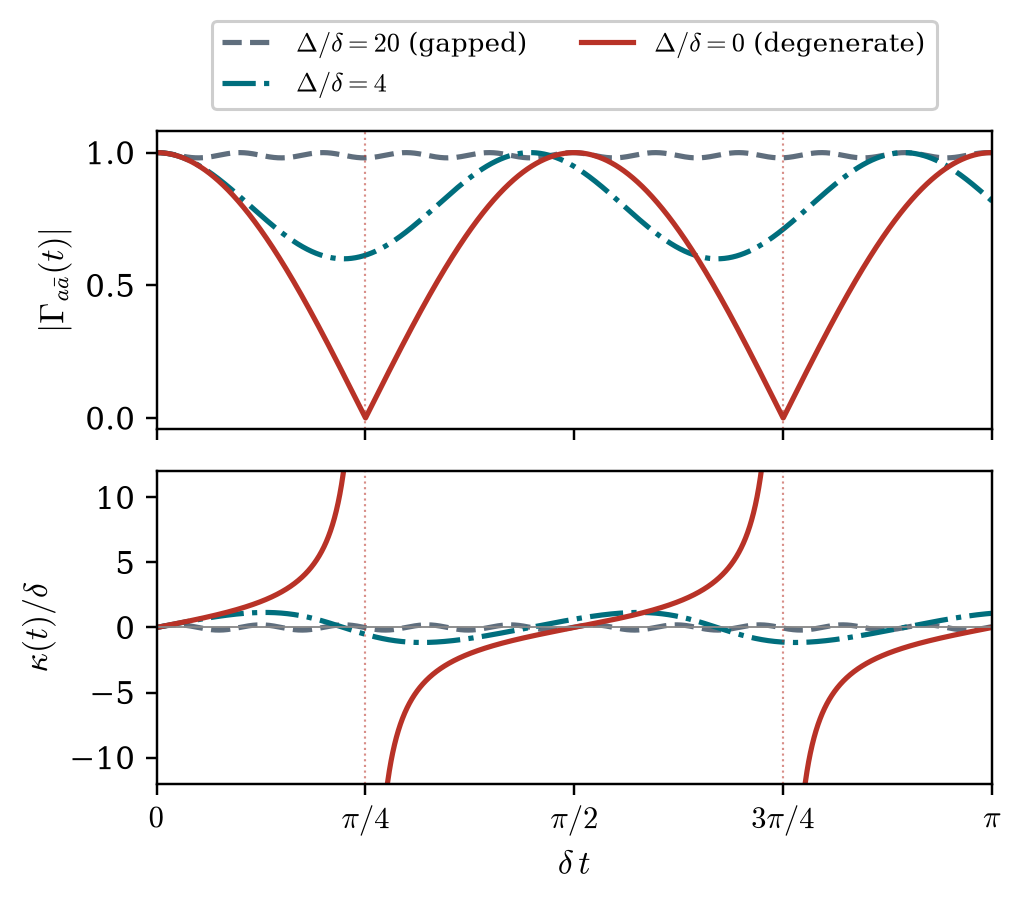 Δ/δ = 20 (gapped)
Δ/δ = 4
Δ/δ = 0 (degenerate)
|Γ_{aā}(t)|
1.0
0.5
0.0
κ(t)/δ
10
5
0
−5
−10
0
π/4
π/2
3π/4
π
δ t